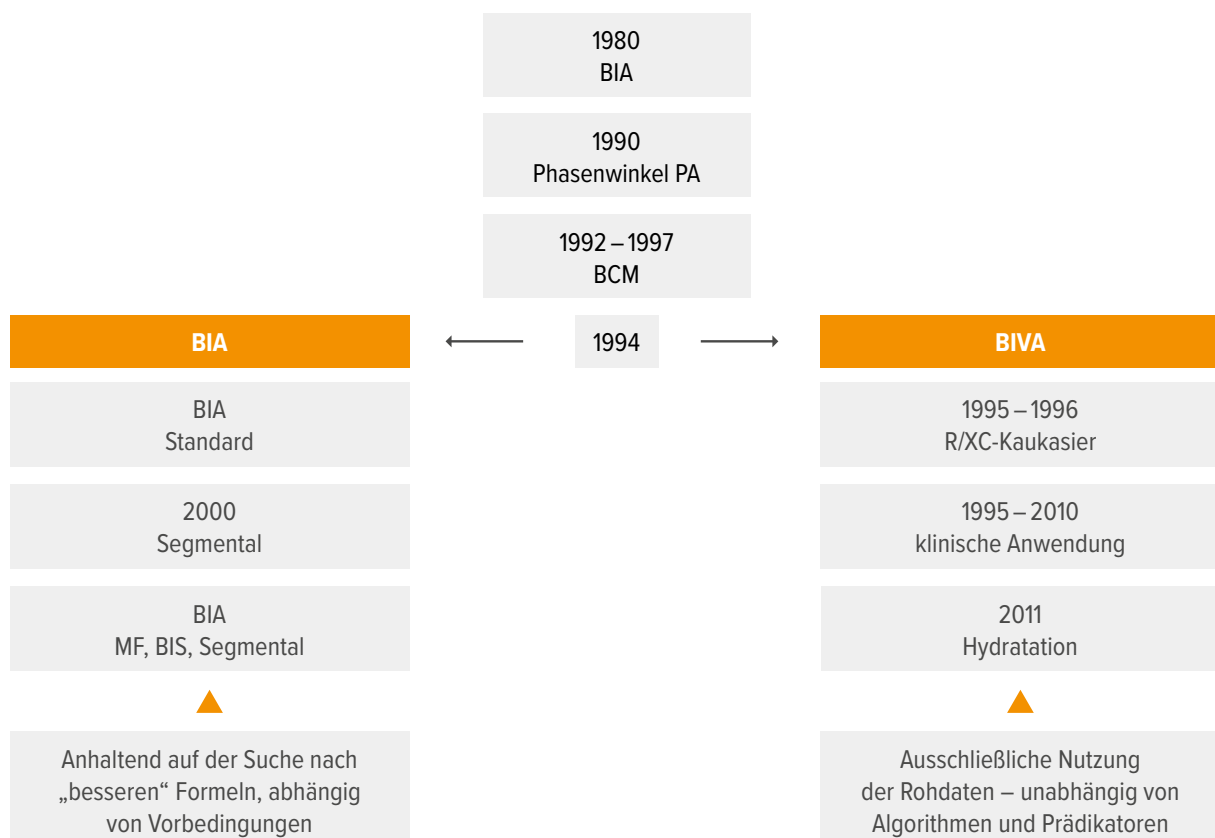 1980
BIA
1990
Phasenwinkel PA
1992 – 1997
BCM
1994
BIA
BIA
Standard
2000
Segmental
BIA
MF, BIS, Segmental
Anhaltend auf der Suche nach
„besseren“ Formeln, abhängig
von Vorbedingungen
BIVA
1995 – 1996
R/XC-Kaukasier
1995 – 2010
klinische Anwendung
2011
Hydratation
Ausschließliche Nutzung
der Rohdaten – unabhängig von
Algorithmen und Prädikatoren